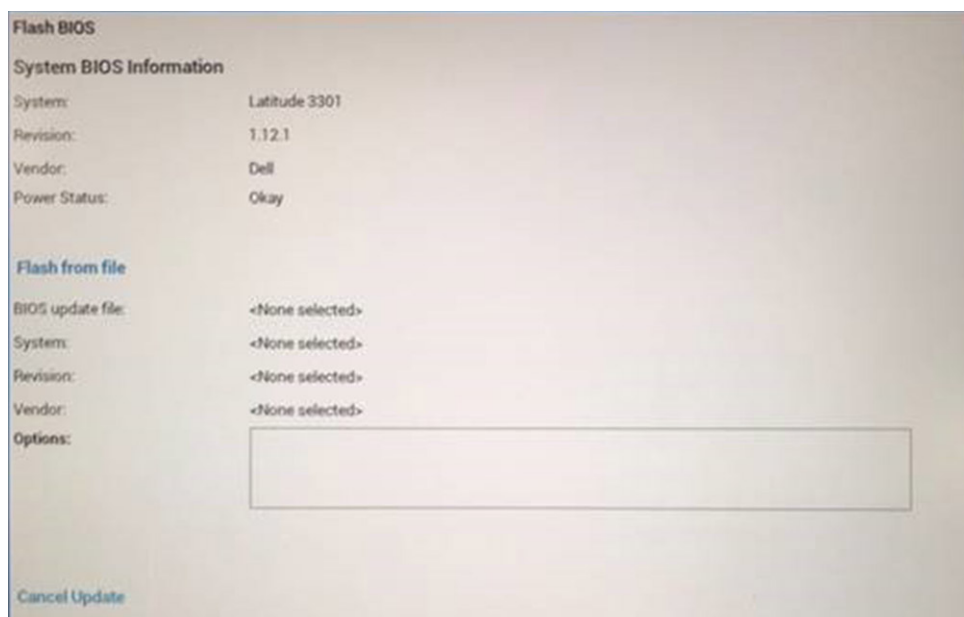 Flash BIOS
System BIOS Information
System: Latitude 3301
Revision: 1.12.1
Vendor: Dell
Power Status: Okay
Flash from file
BIOS update file: <None selected>
System: <None selected>
Revision: <None selected>
Vendor: <None selected>
Options:
Cancel Update